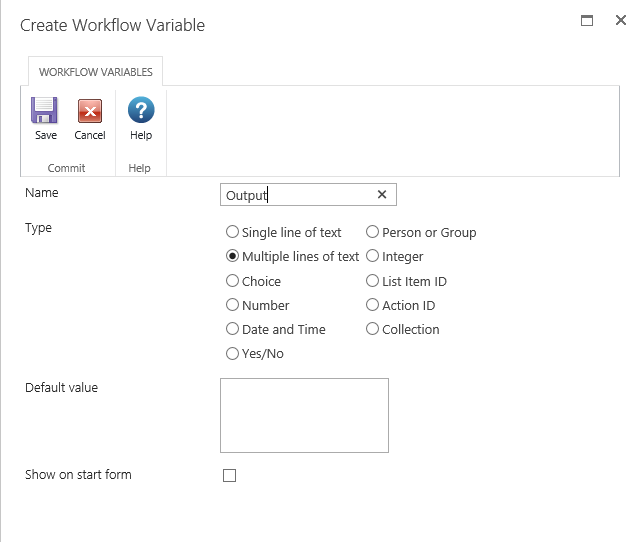 Create Workflow Variable
WORKFLOW VARIABLES
Save Cancel Help
Commit Help
Name Output
Type
Single line of text Person or Group
Multiple lines of text Integer
Choice List Item ID
Number Action ID
Date and Time Collection
Yes/No
Default value
Show on start form